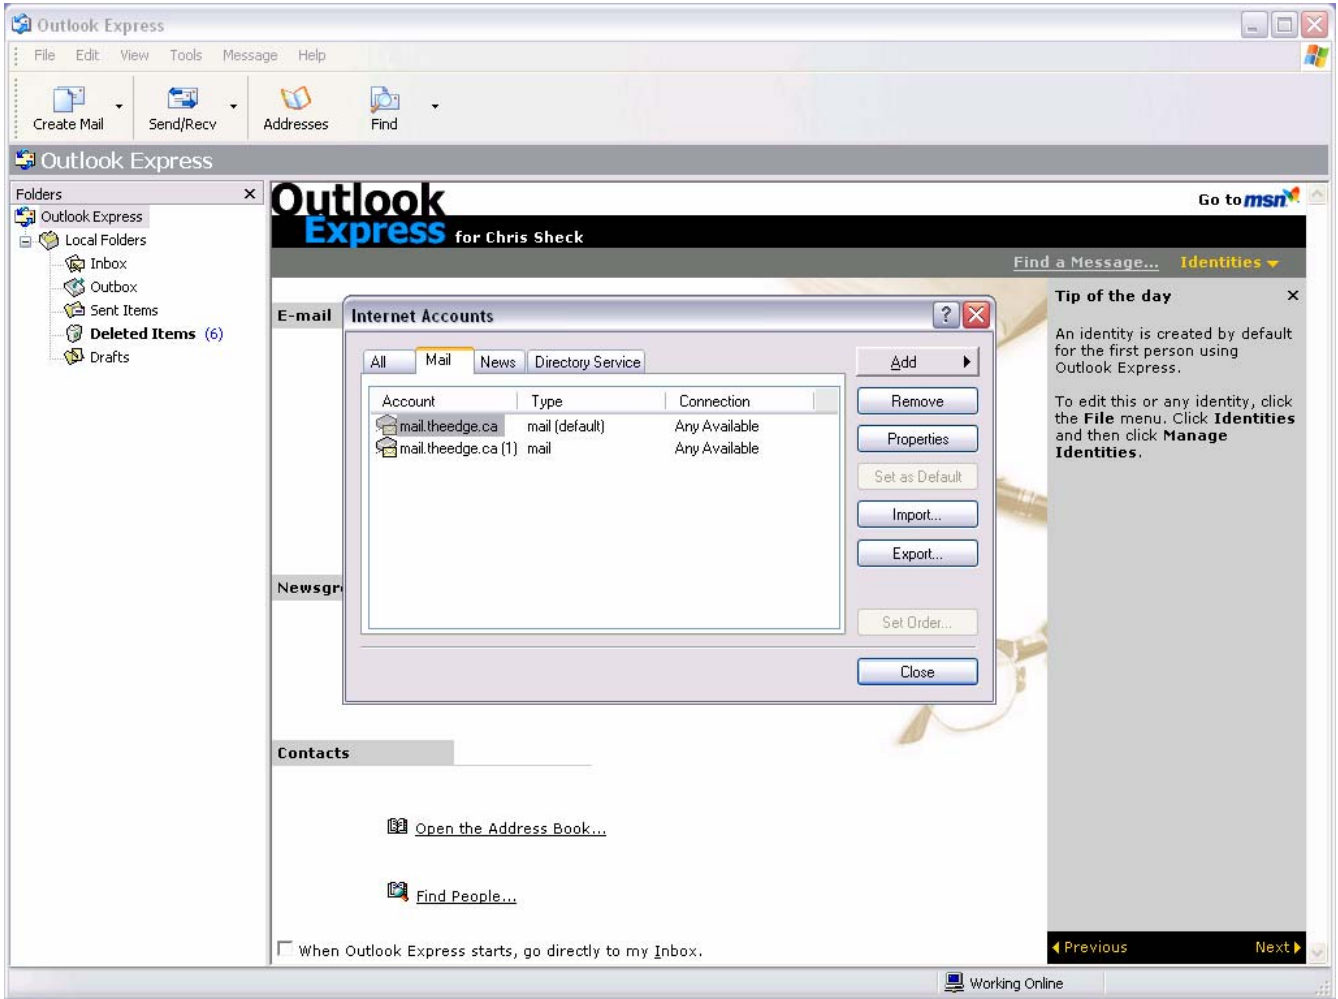 Outlook Express
File Edit View Tools Message Help
Create Mail Send/Recv Addresses Find
Outlook Express
Folders
Outlook Express
Local Folders
Inbox
Outbox
Sent Items
Deleted Items (6)
Drafts
Outlook
Express for Chris Sheck
Go to msn
Find a Message... Identities
E-mail
Newsgr
Contacts
Open the Address Book...
Find People...
When Outlook Express starts, go directly to my Inbox.
Internet Accounts
All Mail News Directory Service
Account Type Connection
mail.theedge.ca mail (default) Any Available
mail.theedge.ca (1) mail Any Available
Add
Remove
Properties
Set as Default
Import...
Export...
Set Order...
Close
Tip of the day
An identity is created by default
for the first person using
Outlook Express.
To edit this or any identity, click
the File menu. Click Identities
and then click Manage
Identities.
Previous Next
Working Online